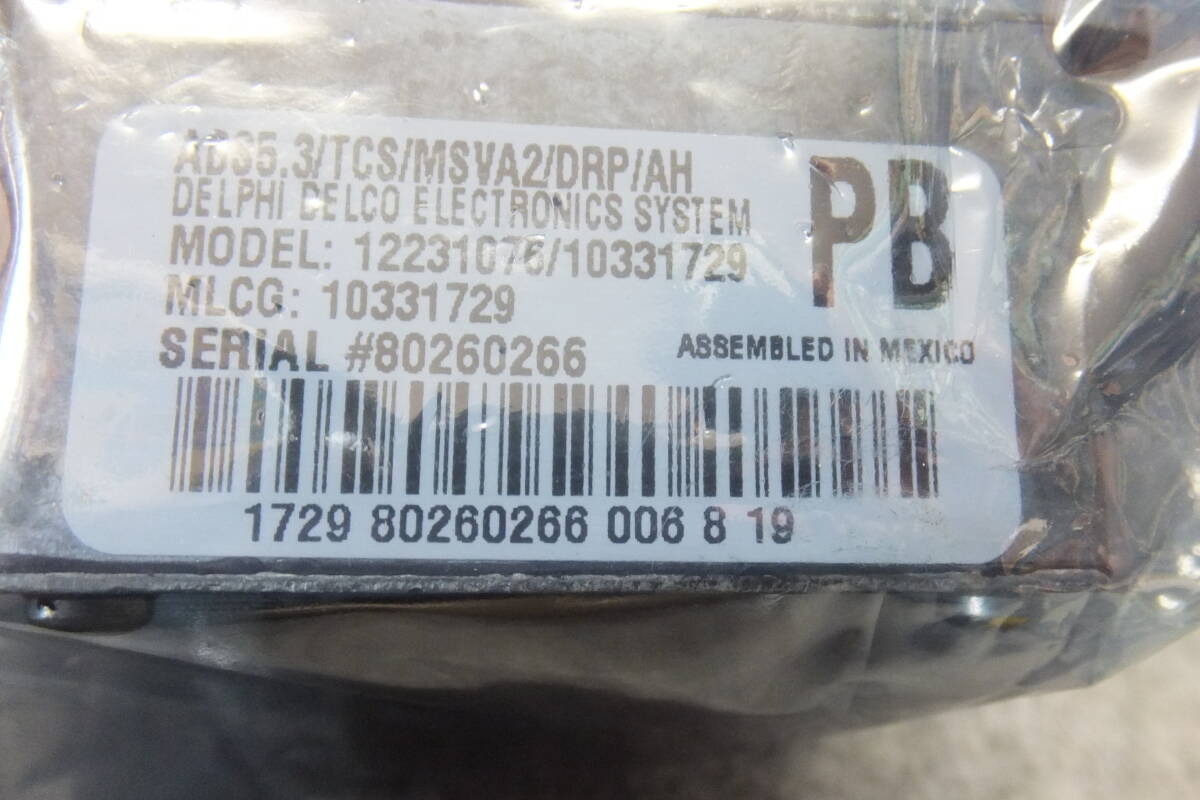 ABS5.3/TCS/MSVA2/DRP/AH
PB
DELPHI DELCO ELECTRONICS SYSTEM
MODEL: 12231076/10331729
MLCG: 10331729
SERIAL #80260266
ASSEMBLED IN MEXICO
1729 80260266 006 8 19